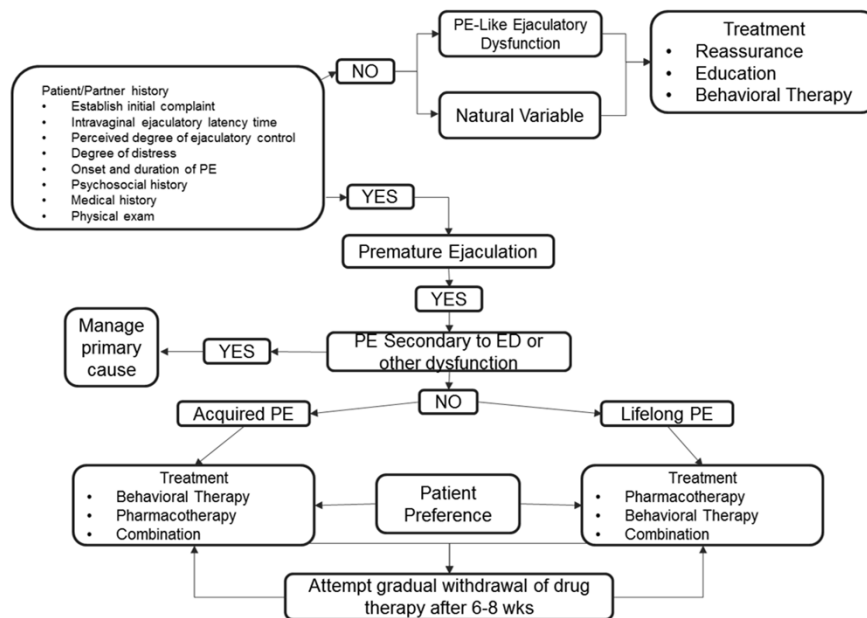 PE-Like Ejaculatory
Dysfunction
Treatment
• Reassurance
• Education
• Behavioral Therapy
NO
Natural Variable
Patient/Partner history
• Establish initial complaint
• Intravaginal ejaculatory latency time
• Perceived degree of ejaculatory control
• Degree of distress
• Onset and duration of PE
• Psychosocial history
• Medical history
• Physical exam
YES
Premature Ejaculation
YES
Manage
primary
cause
YES
PE Secondary to ED or
other dysfunction
NO
Acquired PE
Lifelong PE
Treatment
• Behavioral Therapy
• Pharmacotherapy
• Combination
Patient
Preference
Treatment
• Pharmacotherapy
• Behavioral Therapy
• Combination
Attempt gradual withdrawal of drug
therapy after 6-8 wks